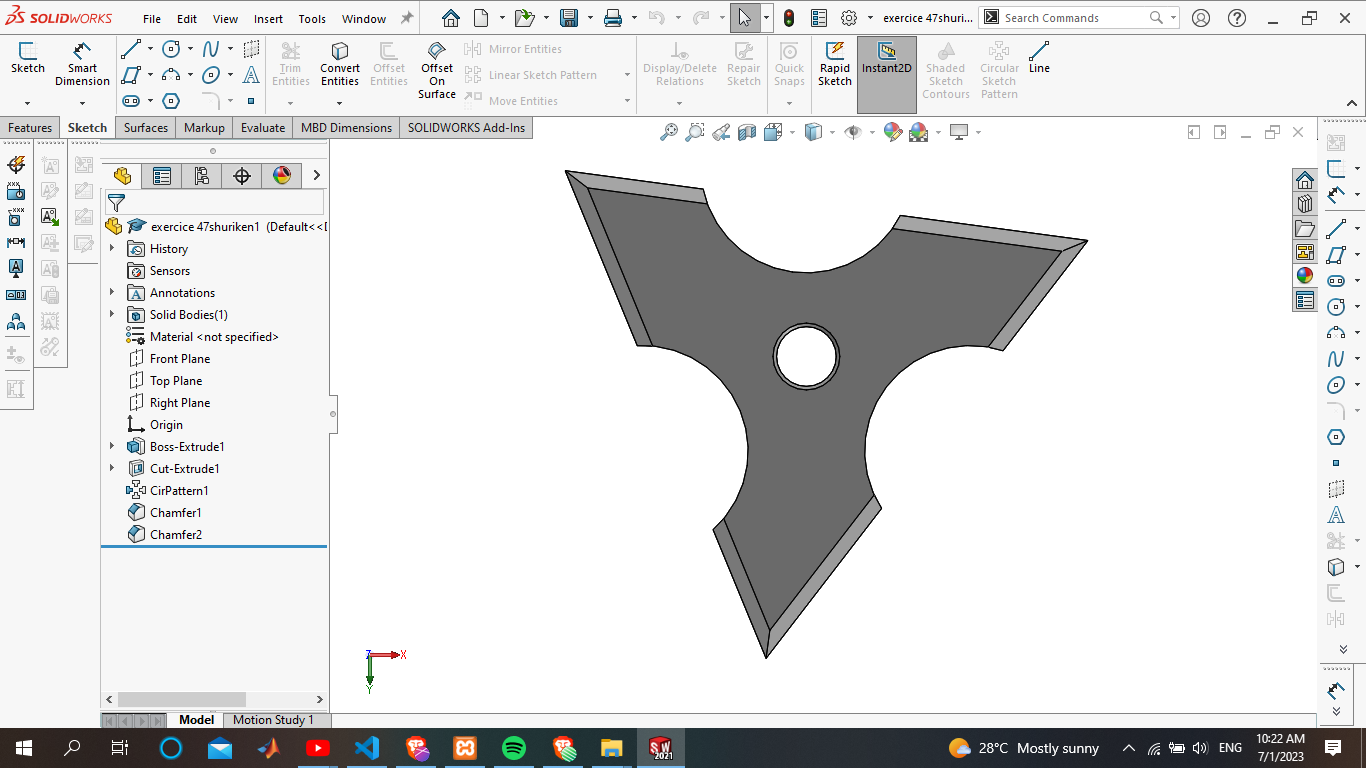 SOLIDWORKS File Edit View Insert Tools Window exercice 47shuri... Search Commands
Sketch Smart Dimension Trim Entities Convert Entities Offset Entities Offset On Surface Mirror Entities Linear Sketch Pattern Move Entities Display/Delete Relations Repair Sketch Quick Snaps Rapid Sketch Instant2D Shaded Sketch Contours Circular Sketch Pattern Line
Features Sketch Surfaces Markup Evaluate MBD Dimensions SOLIDWORKS Add-Ins
exercice 47shuriken1 (Default<<D
History
Sensors
Annotations
Solid Bodies(1)
Material <not specified>
Front Plane
Top Plane
Right Plane
Origin
Boss-Extrude1
Cut-Extrude1
CirPattern1
Chamfer1
Chamfer2
Z X
Y
Model Motion Study 1
28°C Mostly sunny ENG 10:22 AM
7/1/2023
SW 2021